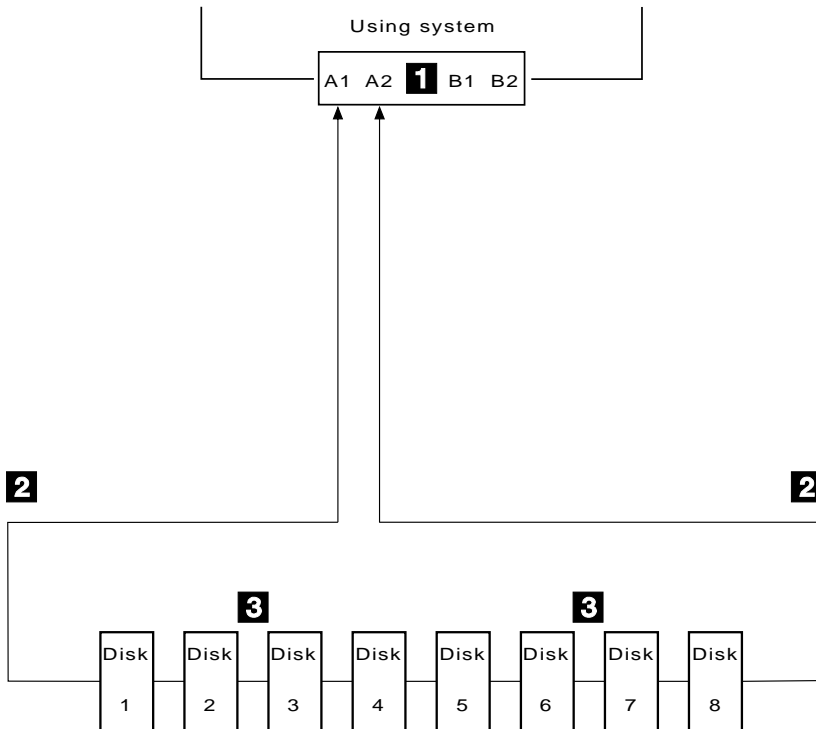 Using system
A1 A2 1 B1 B2
2 2
3 3
Disk Disk Disk Disk Disk Disk Disk Disk
1 2 3 4 5 6 7 8